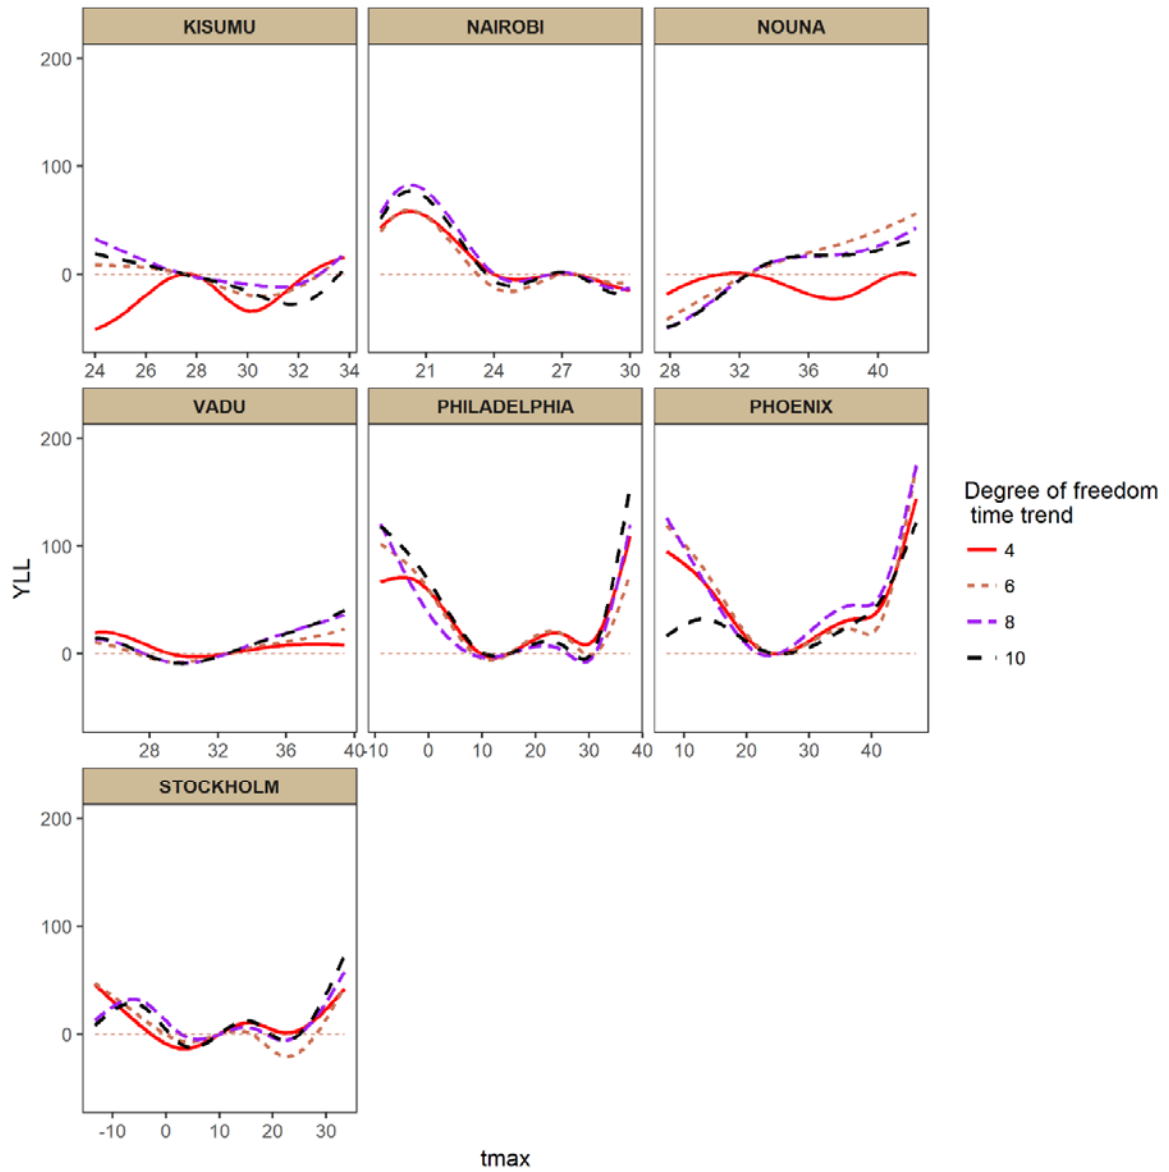 KISUMU NAIROBI NOUNA
200
100
0
24 26 28 30 32 34 21 24 27 30 28 32 36 40
VADU PHILADELPHIA PHOENIX
200
100
0
28 32 36 40 -10 0 10 20 30 40 10 20 30 40
YLL
Degree of freedom
time trend
4
6
8
10
STOCKHOLM
200
100
0
-10 0 10 20 30
tmax